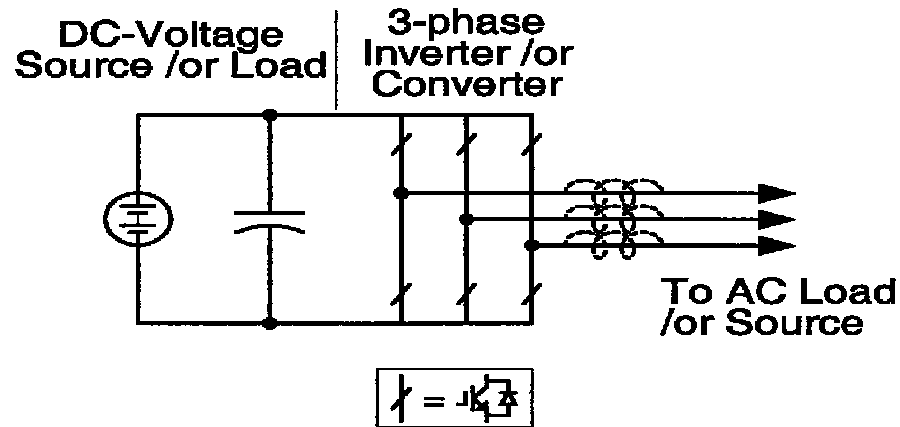 DC-Voltage
Source /or Load
3-phase
Inverter /or
Converter
To AC Load
/or Source
=